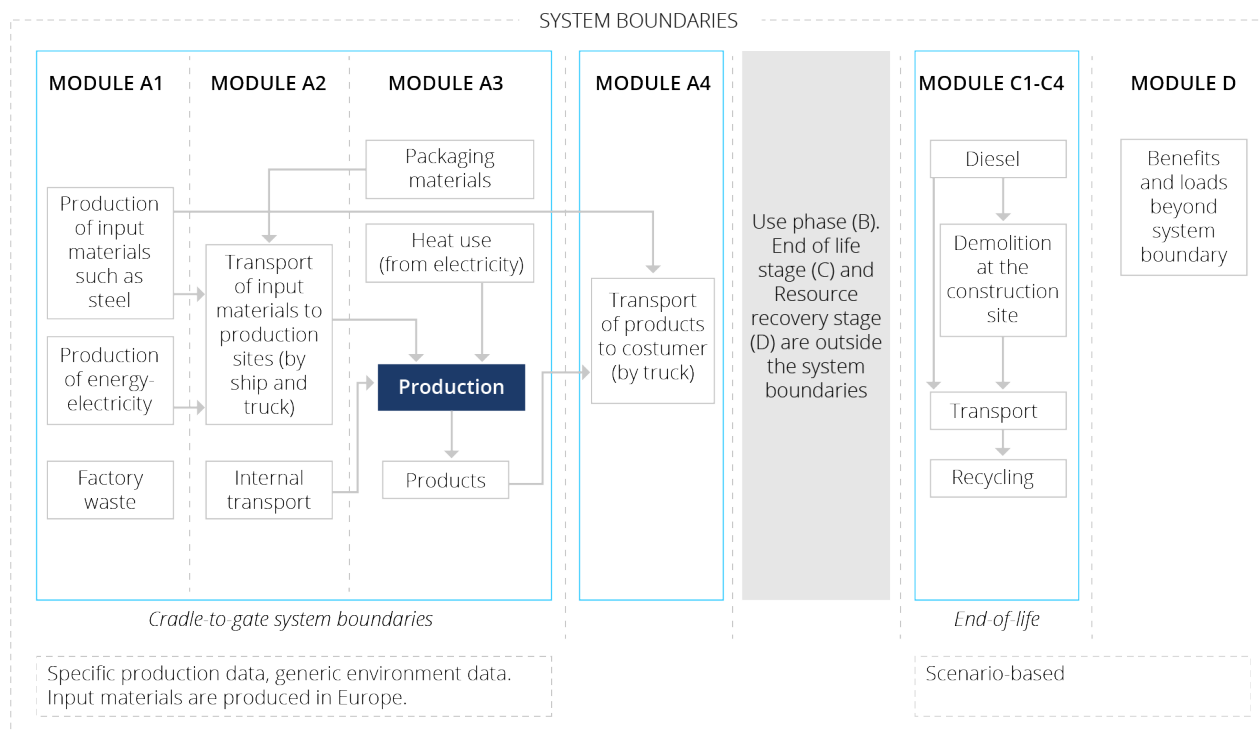 SYSTEM BOUNDARIES
MODULE A1
MODULE A2
MODULE A3
MODULE A4
MODULE C1-C4
MODULE D
Production
of input
materials
such as
steel
Production
of energy-
electricity
Factory
waste
Transport
of input
materials to
production
sites (by
ship and
truck)
Internal
transport
Packaging
materials
Heat use
(from electricity)
Production
Products
Transport
of products
to costumer
(by truck)
Use phase (B).
End of life
stage (C) and
Resource
recovery stage
(D) are outside
the system
boundaries
Diesel
Demolition
at the
construction
site
Transport
Recycling
Benefits
and loads
beyond
system
boundary
Cradle-to-gate system boundaries
End-of-life
Specific production data, generic environment data.
Input materials are produced in Europe.
Scenario-based